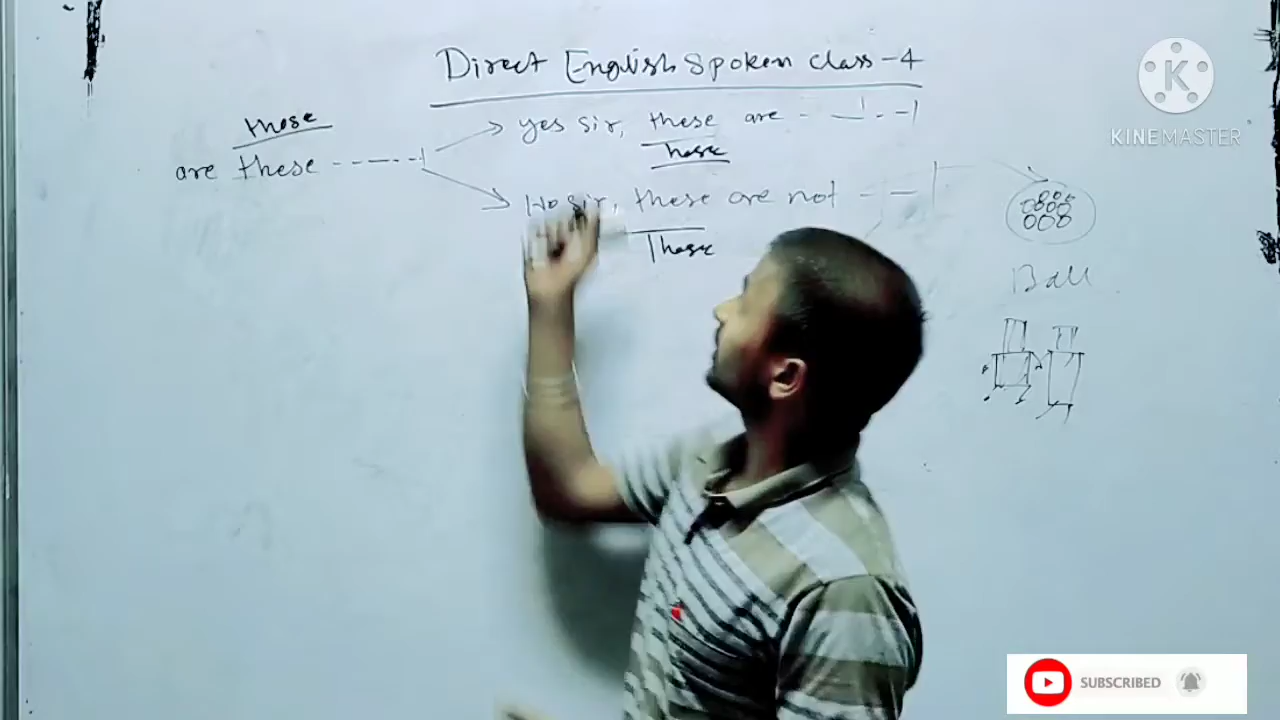 Direct English Spoken class-4
those
are these ------|
yes sir, these are - - - -|
Those
No sir, these are not - - |
Those
Ball
KINEMASTER
SUBSCRIBED